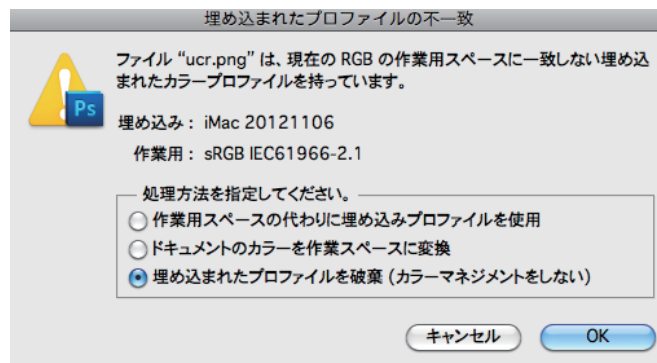 埋め込まれたプロファイルの不一致
ファイル “ucr.png” は、現在の RGB の作業用スペースに一致しない埋め込
まれたカラープロファイルを持っています。
Ps
埋め込み： iMac 20121106
作業用： sRGB IEC61966-2.1
処理方法を指定してください。
作業用スペースの代わりに埋め込みプロファイルを使用
ドキュメントのカラーを作業スペースに変換
埋め込まれたプロファイルを破棄 (カラーマネジメントをしない)
キャンセル OK